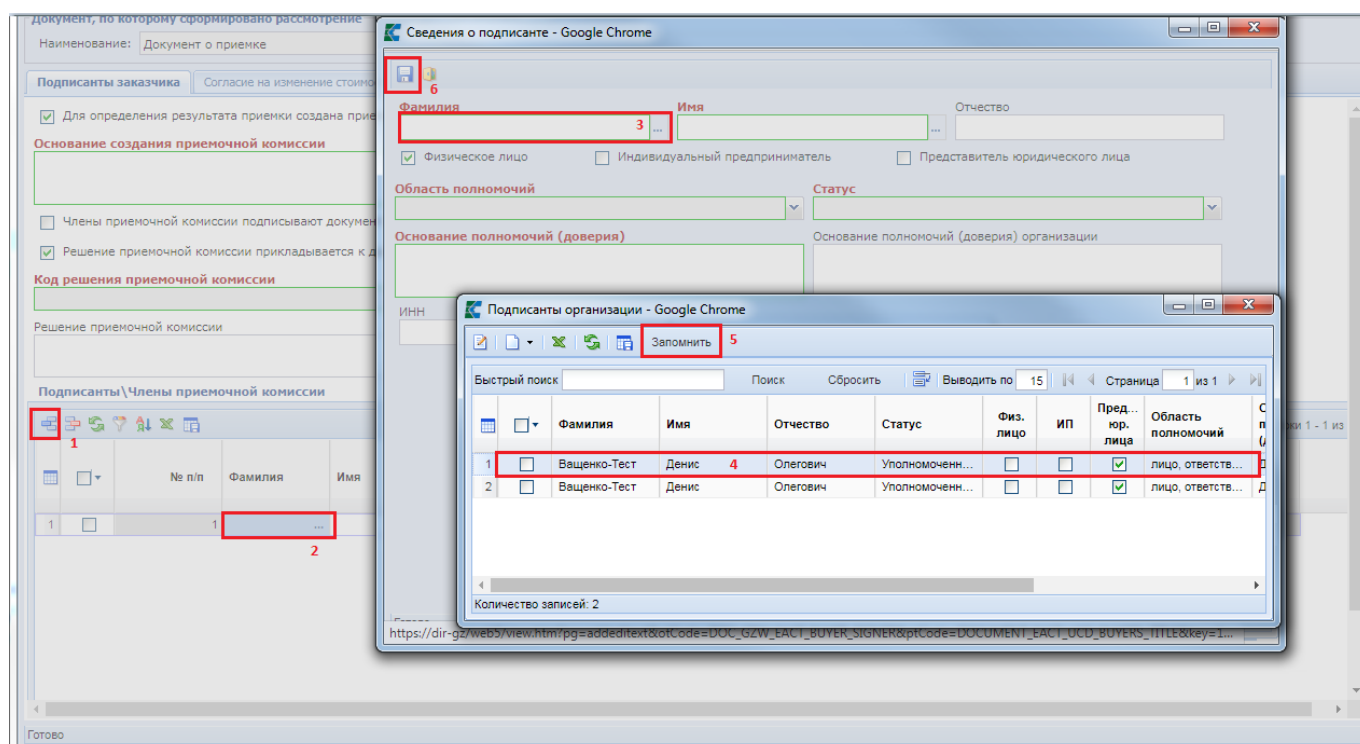 Документ, по которому сформировано рассмотрение
Наименование: Документ о приемке
Подписанты заказчика Согласие на изменение стоимо
Для определения результата приемки создана прие
Основание создания приемочной комиссии
Члены приемочной комиссии подписывают докумен
Решение приемочной комиссии прикладывается к д
Код решения приемочной комиссии
Решение приемочной комиссии
Подписанты\Члены приемочной комиссии
1
№ п/п Фамилия Имя
1 1 ...
2
Готово
Сведения о подписанте - Google Chrome
6
Фамилия Имя Отчество
3 ... ...
Физическое лицо Индивидуальный предприниматель Представитель юридического лица
Область полномочий Статус
Основание полномочий (доверия) Основание полномочий (доверия) организации
ИНН
Подписанты организации - Google Chrome
Запомнить 5
Быстрый поиск Поиск Сбросить Выводить по 15 Страница 1 из 1
Фамилия Имя Отчество Статус Физ. лицо ИП Пред... юр. лица Область полномочий
1 Ващенко-Тест Денис 4 Олегович Уполномоченн... лицо, ответств...
2 Ващенко-Тест Денис Олегович Уполномоченн... лицо, ответств...
Количество записей: 2
ки 1 - 1 из
https://dir-gz/web5/view.htm?pg=addeditext&otCode=DOC_GZW_EACT_BUYER_SIGNER&ptCode=DOCUMENT_EACT_UCD_BUYERS_TITLE&key=1...